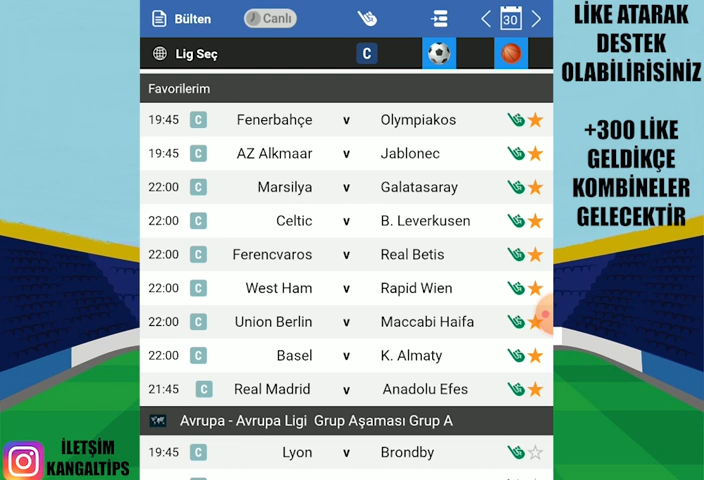 Bülten
Canlı
30
Lig Seç
C
Favorilerim
19:45 C Fenerbahçe v Olympiakos
19:45 C AZ Alkmaar v Jablonec
22:00 C Marsilya v Galatasaray
22:00 C Celtic v B. Leverkusen
22:00 C Ferencvaros v Real Betis
22:00 C West Ham v Rapid Wien
22:00 C Union Berlin v Maccabi Haifa
22:00 C Basel v K. Almaty
21:45 C Real Madrid v Anadolu Efes
Avrupa - Avrupa Ligi Grup Aşaması Grup A
19:45 C Lyon v Brondby
LİKE ATARAK
DESTEK
OLABİLİRİSİNİZ
+300 LİKE
GELDİKÇE
KOMBİNELER
GELECEKTİR
İLETŞİM
KANGALTİPS